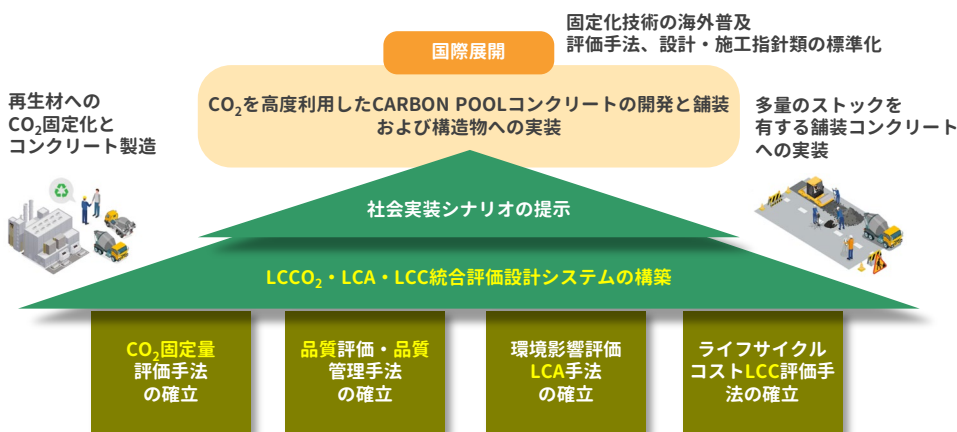 国際展開
固定化技術の海外普及
評価手法、設計・施工指針類の標準化
再生材への
CO₂固定化と
コンクリート製造
CO₂を高度利用したCARBON POOLコンクリートの開発と舗装
および構造物への実装
多量のストックを
有する舗装コンクリート
への実装
社会実装シナリオの提示
LCCO₂・LCA・LCC統合評価設計システムの構築
CO₂固定量
評価手法
の確立
品質評価・品質
管理手法
の確立
環境影響評価
LCA手法
の確立
ライフサイクル
コストLCC評価手
法の確立